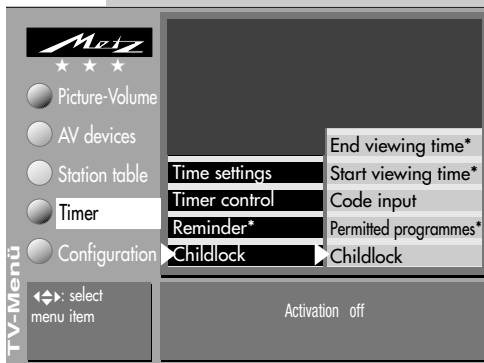 Metz
Picture-Volume
AV devices
Station table
Timer
Configuration
Time settings
Timer control
Reminder*
Childlock
End viewing time*
Start viewing time*
Code input
Permitted programmes*
Childlock
TV-Menü
: select
menu item
Activation off